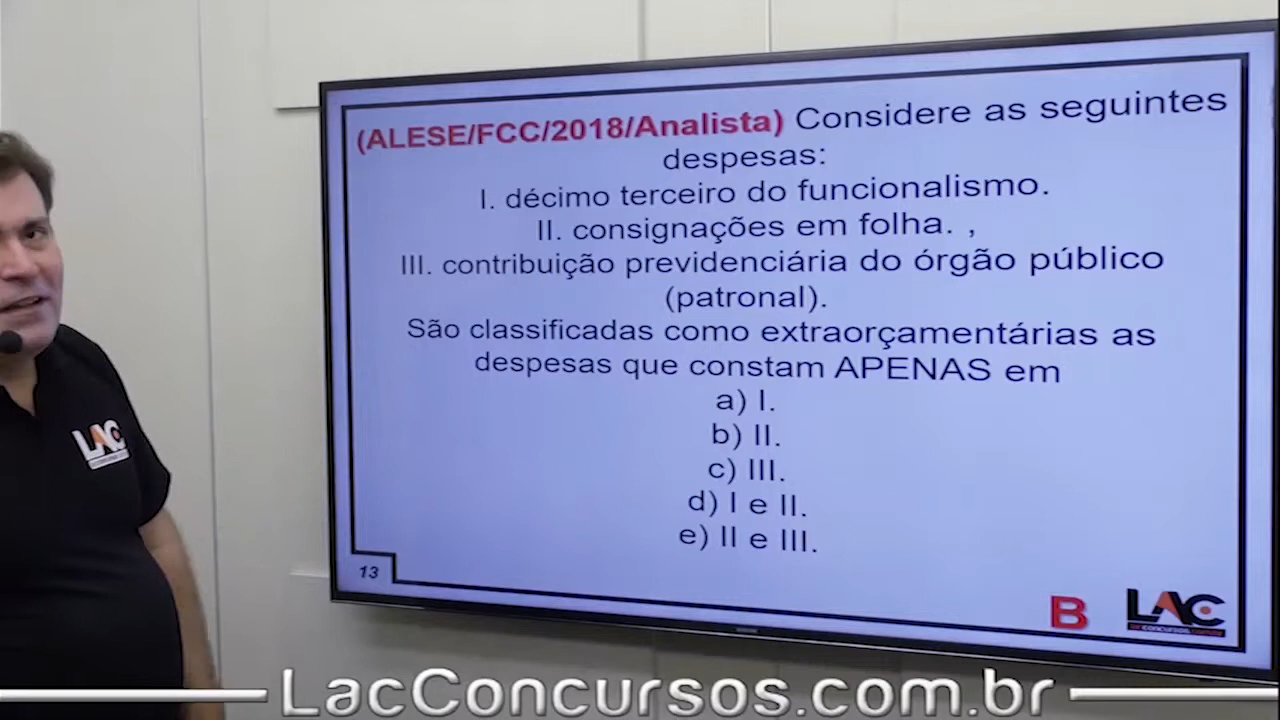 (ALESE/FCC/2018/Analista) Considere as seguintes
despesas:
I. décimo terceiro do funcionalismo.
II. consignações em folha. ,
III. contribuição previdenciária do órgão público
(patronal).
São classificadas como extraorçamentárias as
despesas que constam APENAS em
a) I.
b) II.
c) III.
d) I e II.
e) II e III.
13
B
LAC
LAC
LacConcursos.com.br